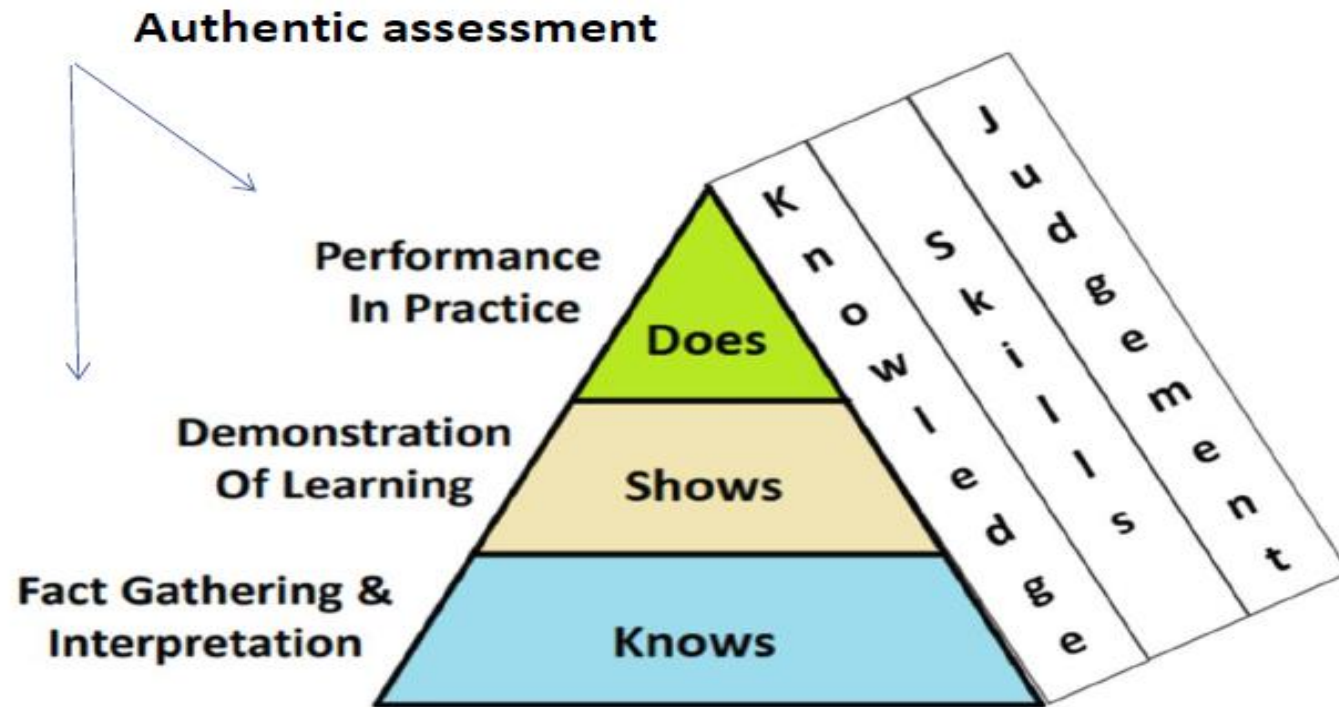 Authentic assessment
Performance
In Practice
Does
Demonstration
Of Learning
Shows
Fact Gathering &
Interpretation
Knows
Knowledge
Skills
Judgement